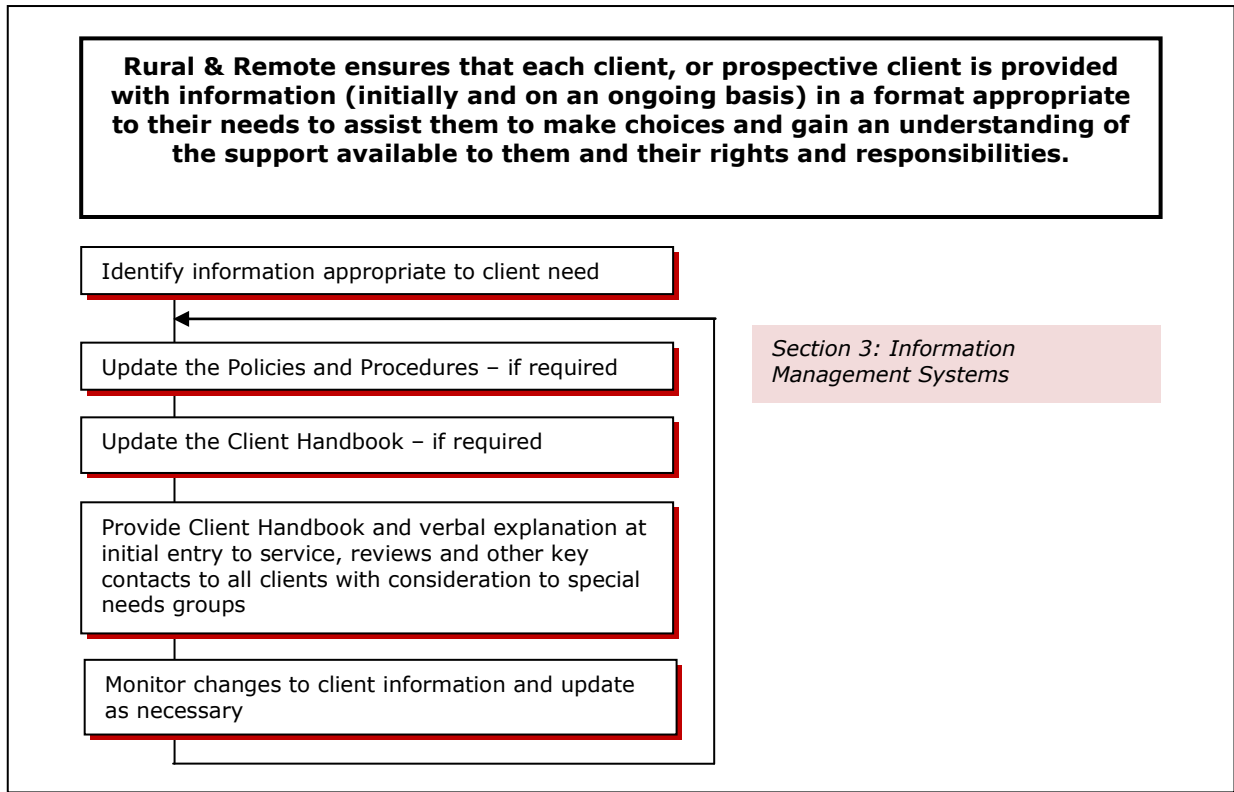 Rural & Remote ensures that each client, or prospective client is provided
with information (initially and on an ongoing basis) in a format appropriate
to their needs to assist them to make choices and gain an understanding of
the support available to them and their rights and responsibilities.
Identify information appropriate to client need
Section 3: Information
Management Systems
Update the Policies and Procedures – if required
Update the Client Handbook – if required
Provide Client Handbook and verbal explanation at
initial entry to service, reviews and other key
contacts to all clients with consideration to special
needs groups
Monitor changes to client information and update
as necessary